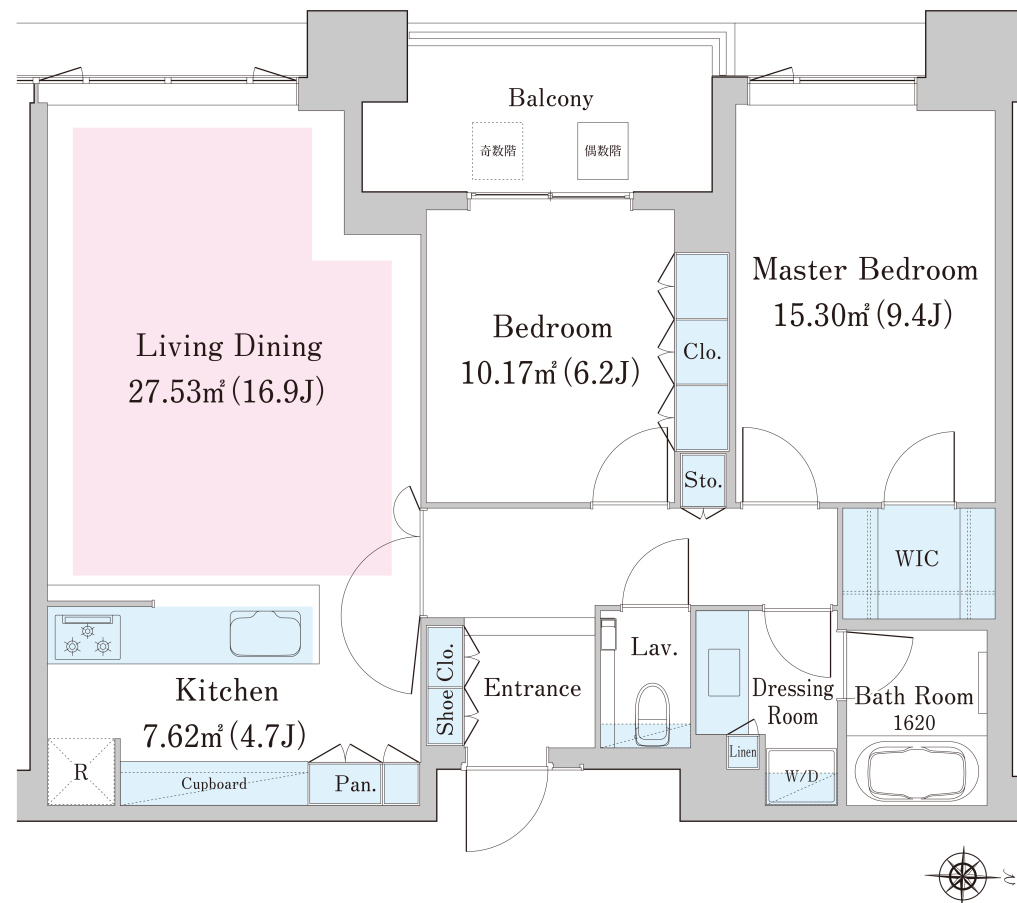 Balcony
奇数階
偶数階
Master Bedroom
15.30㎡(9.4J)
Bedroom
10.17㎡(6.2J)
Living Dining
27.53㎡(16.9J)
Clo.
Sto.
WIC
Lav.
Shoe Clo.
Entrance
Kitchen
7.62㎡(4.7J)
Dressing
Room
Bath Room
1620
Linen
R
Cupboard
Pan.
W/D
N